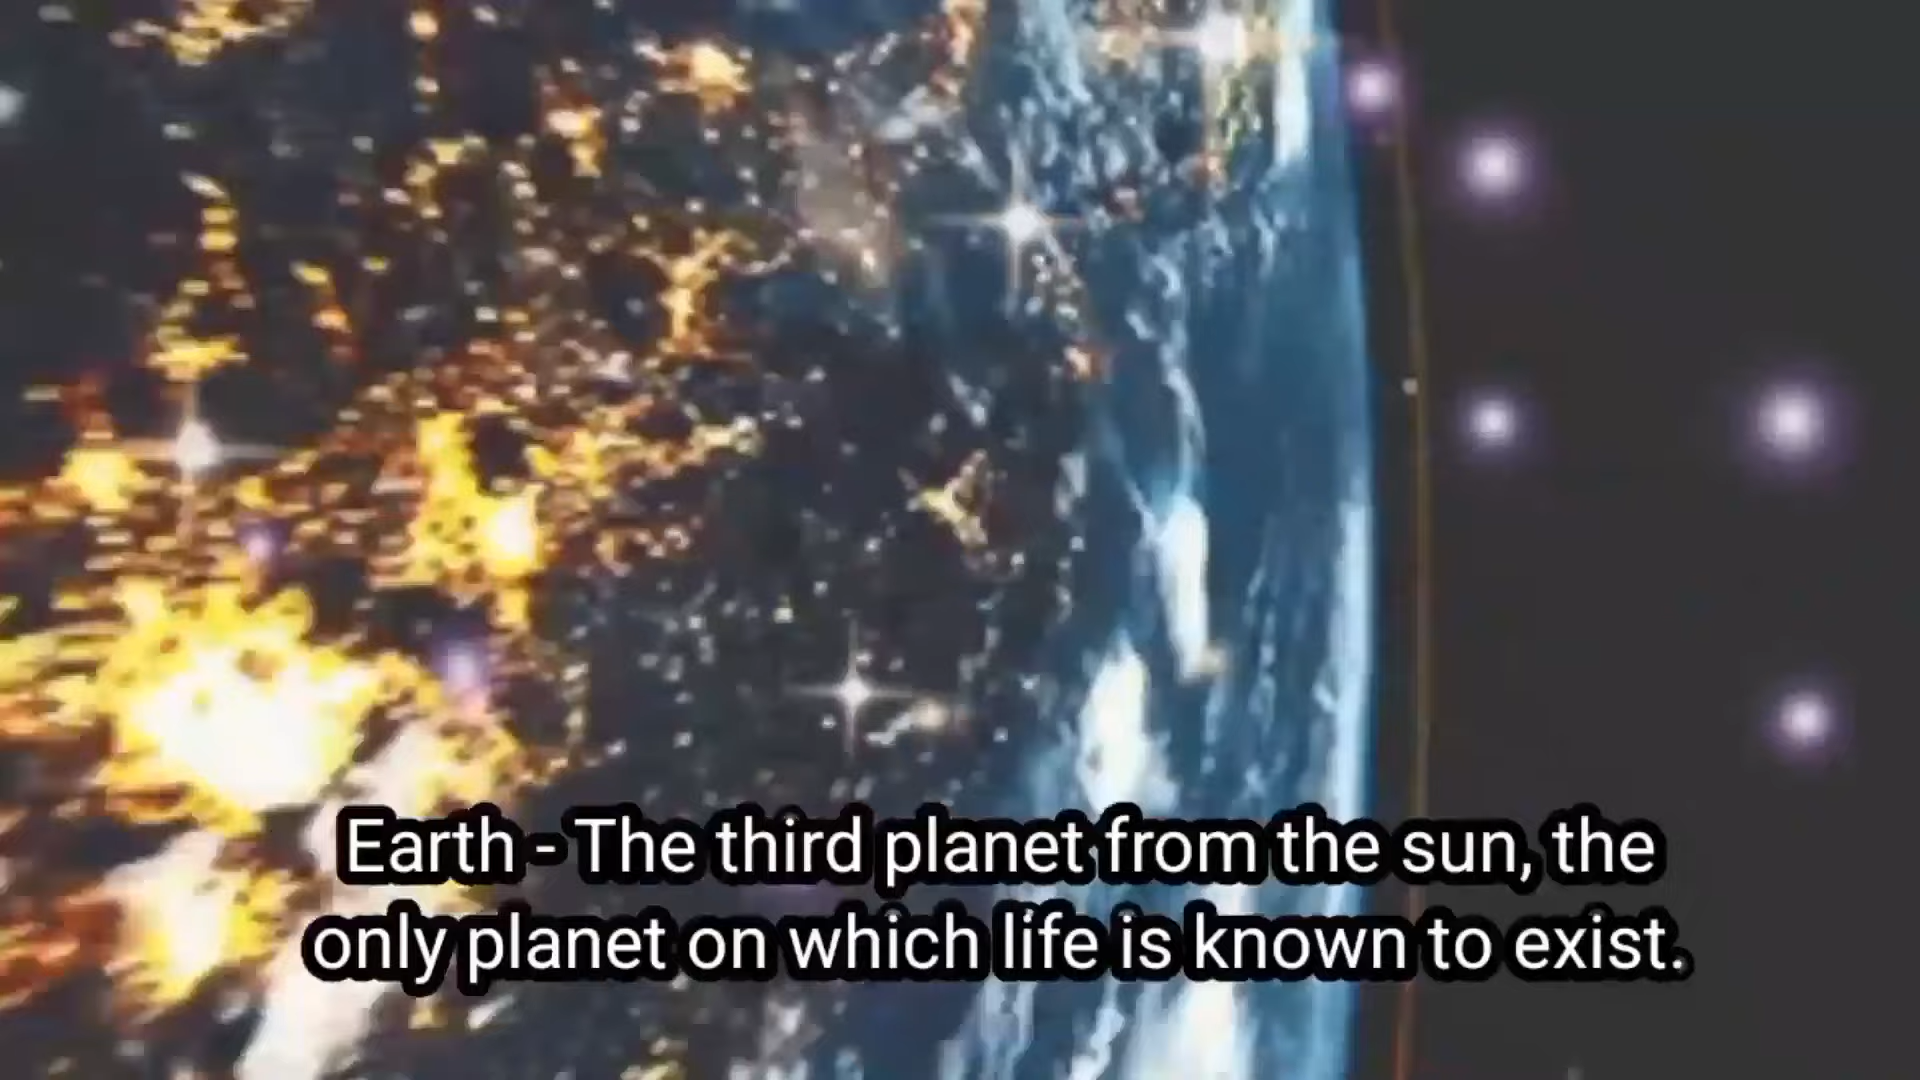 Earth - The third planet from the sun, the
only planet on which life is known to exist.